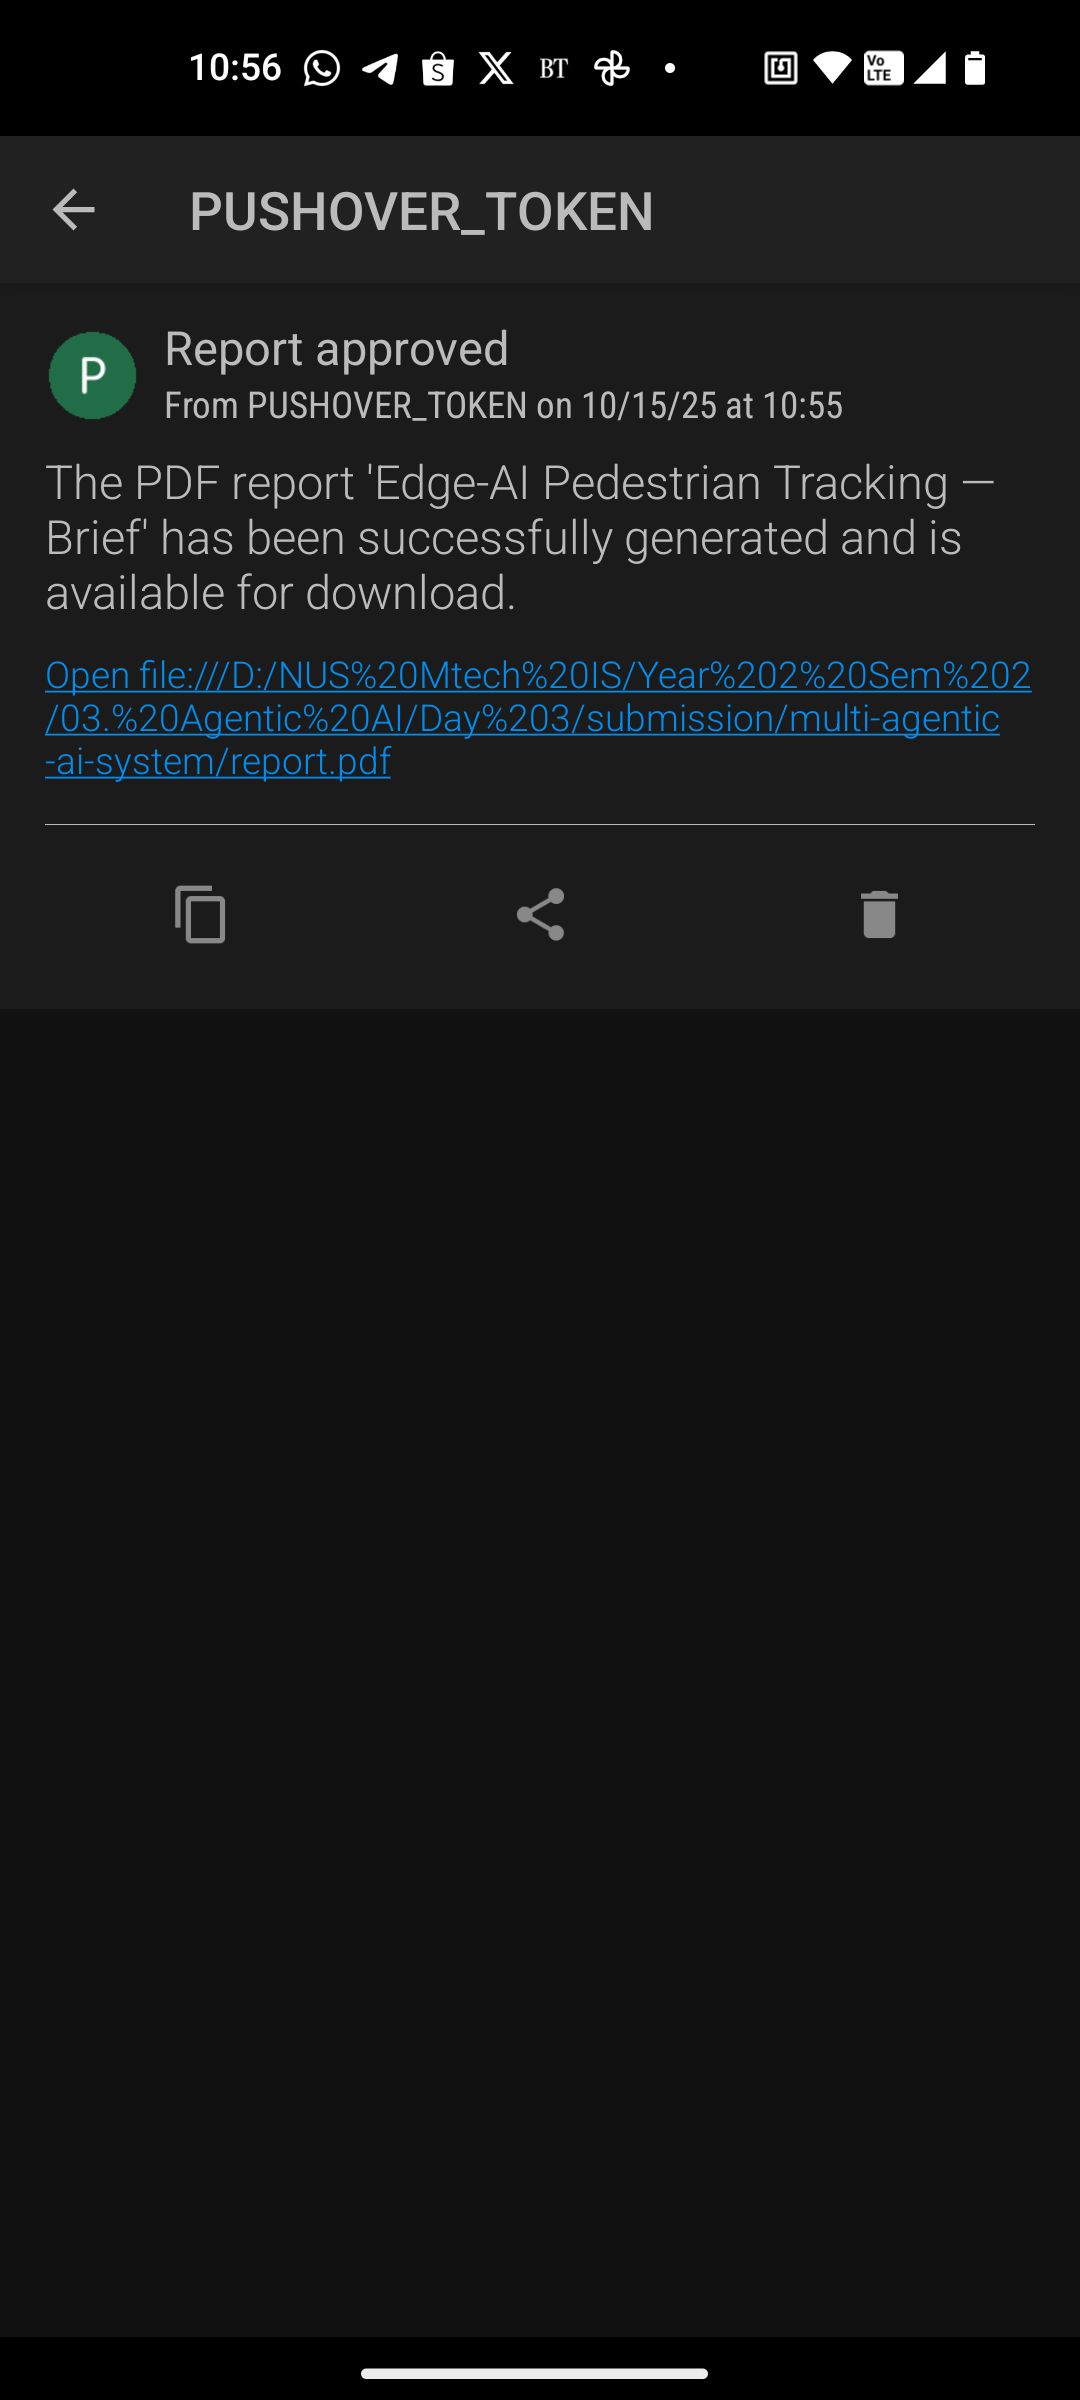 10:56 BT Vo LTE
PUSHOVER_TOKEN
P
Report approved
From PUSHOVER_TOKEN on 10/15/25 at 10:55
The PDF report 'Edge-AI Pedestrian Tracking —
Brief' has been successfully generated and is
available for download.
Open file:///D:/NUS%20Mtech%20IS/Year%202%20Sem%202
/03.%20Agentic%20AI/Day%203/submission/multi-agentic
-ai-system/report.pdf